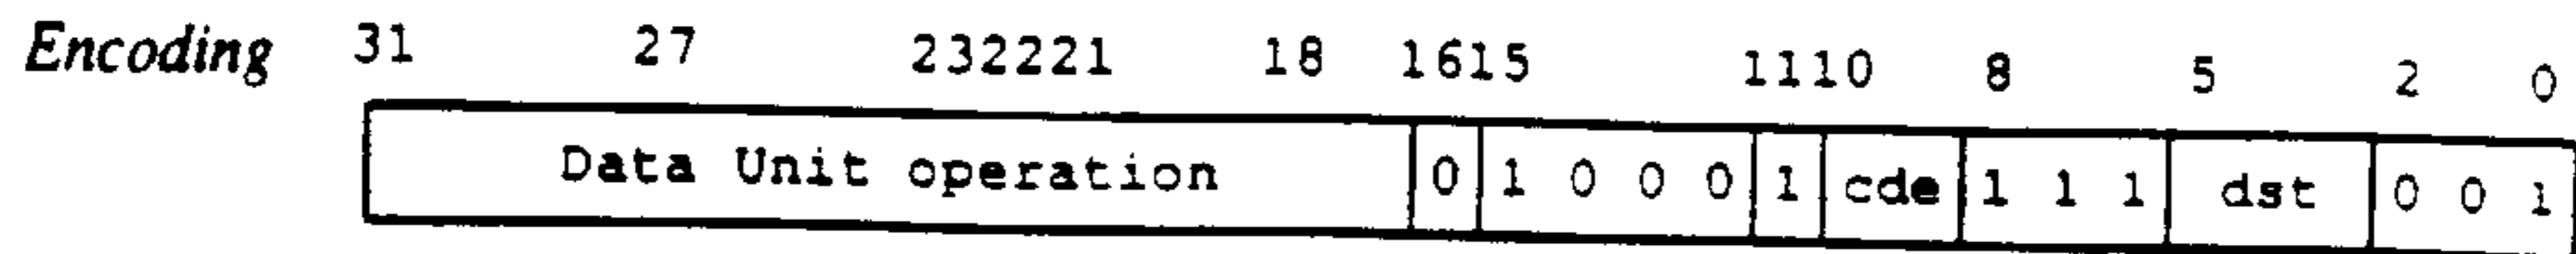 Encoding 31 27 232221 18 1615 1110 8 5 2 0
Data Unit operation 0 1 0 0 0 1 cde 1 1 1 dst 0 0 1